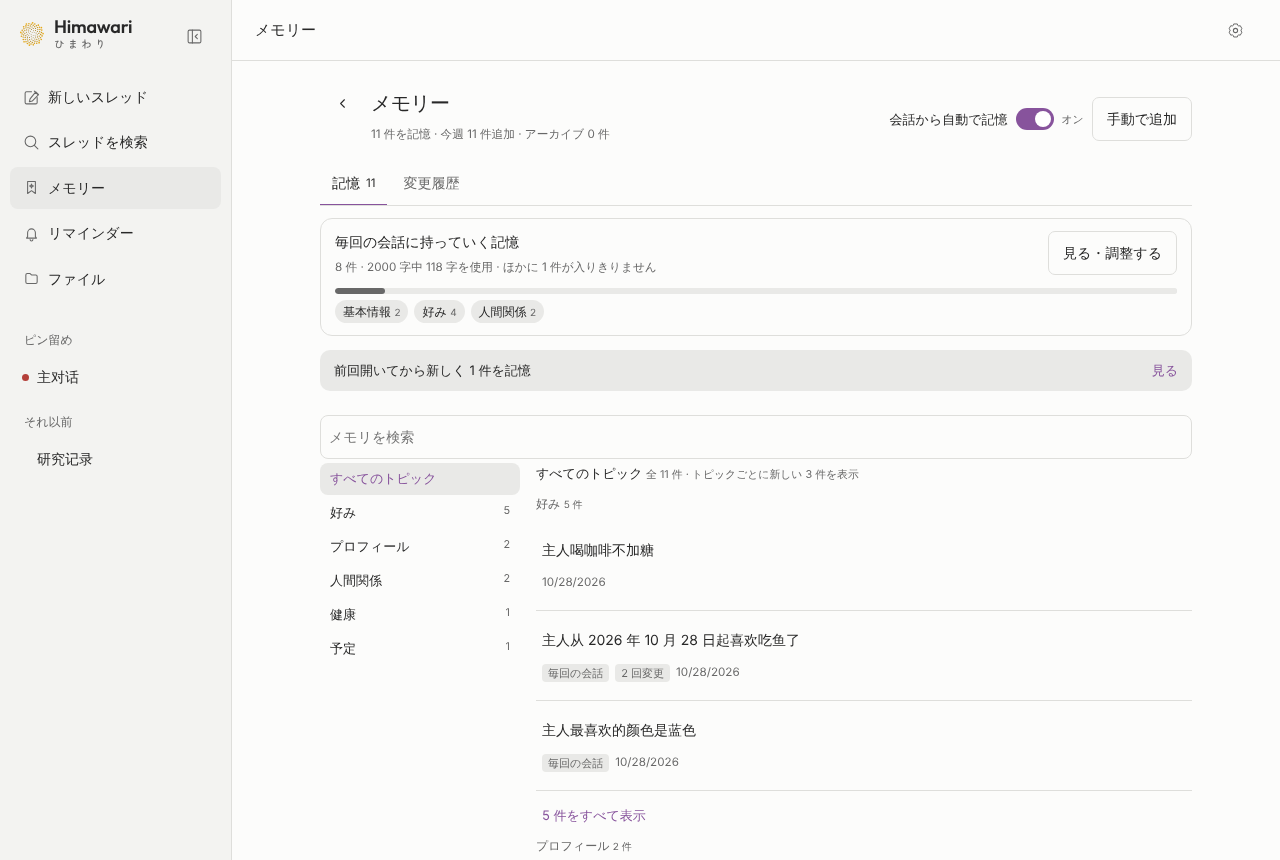 Himawari
ひまわり
新しいスレッド
スレッドを検索
メモリー
リマインダー
ファイル
ピン留め
主对话
それ以前
研究记录
メモリー
メモリー
11 件を記憶 · 今週 11 件追加 · アーカイブ 0 件
会話から自動で記憶 オン 手動で追加
記憶 11 変更履歴
毎回の会話に持っていく記憶
8 件 · 2000 字中 118 字を使用 · ほかに 1 件が入りきりません
見る・調整する
基本情報 2 好み 4 人間関係 2
前回開いてから新しく 1 件を記憶 見る
メモリを検索
すべてのトピック
好み 5
プロフィール 2
人間関係 2
健康 1
予定 1
すべてのトピック 全 11 件 · トピックごとに新しい 3 件を表示
好み 5 件
主人喝咖啡不加糖
10/28/2026
主人从 2026 年 10 月 28 日起喜欢吃鱼了
毎回の会話 2 回変更 10/28/2026
主人最喜欢的颜色是蓝色
毎回の会話 10/28/2026
5 件をすべて表示
プロフィール 2 件